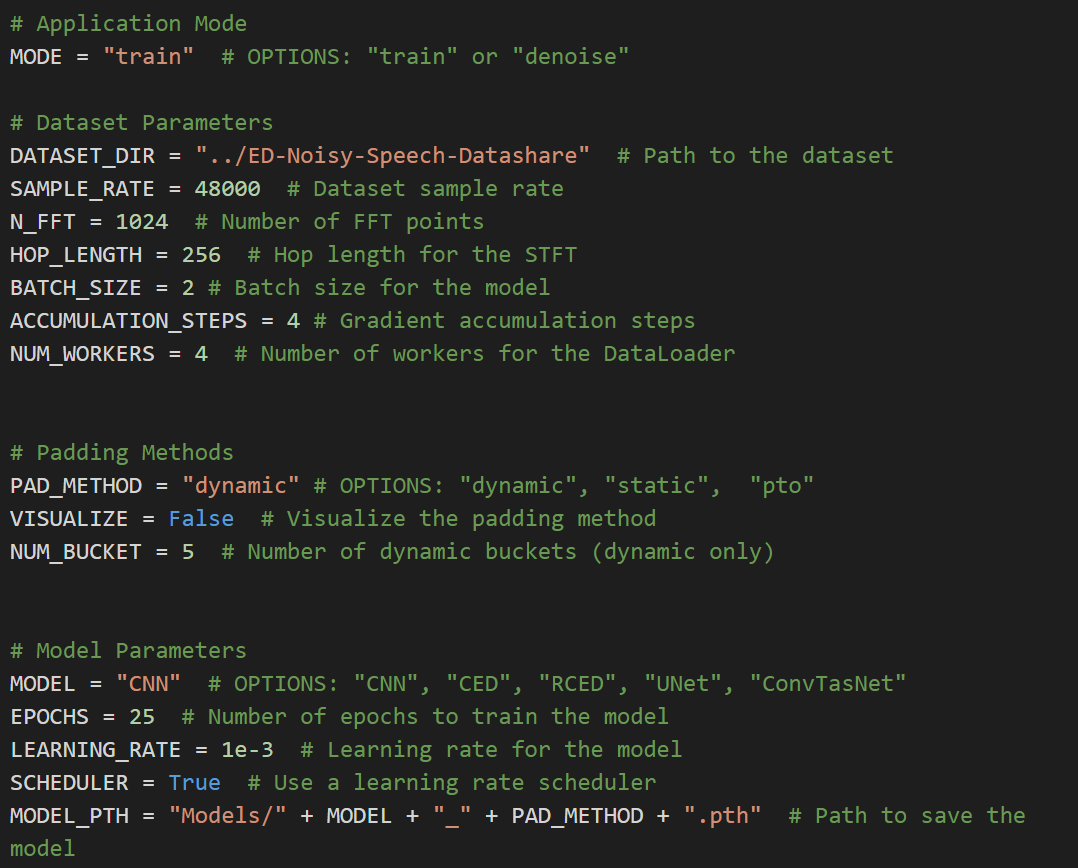 # Application Mode
MODE = "train"  # OPTIONS: "train" or "denoise"

# Dataset Parameters
DATASET_DIR = "../ED-Noisy-Speech-Datashare"  # Path to the dataset
SAMPLE_RATE = 48000  # Dataset sample rate
N_FFT = 1024  # Number of FFT points
HOP_LENGTH = 256  # Hop length for the STFT
BATCH_SIZE = 2 # Batch size for the model
ACCUMULATION_STEPS = 4 # Gradient accumulation steps
NUM_WORKERS = 4  # Number of workers for the DataLoader


# Padding Methods
PAD_METHOD = "dynamic" # OPTIONS: "dynamic", "static",  "pto"
VISUALIZE = False  # Visualize the padding method
NUM_BUCKET = 5  # Number of dynamic buckets (dynamic only)


# Model Parameters
MODEL = "CNN"  # OPTIONS: "CNN", "CED", "RCED", "UNet", "ConvTasNet"
EPOCHS = 25  # Number of epochs to train the model
LEARNING_RATE = 1e-3  # Learning rate for the model
SCHEDULER = True  # Use a learning rate scheduler
MODEL_PTH = "Models/" + MODEL + "_" + PAD_METHOD + ".pth"  # Path to save the
model